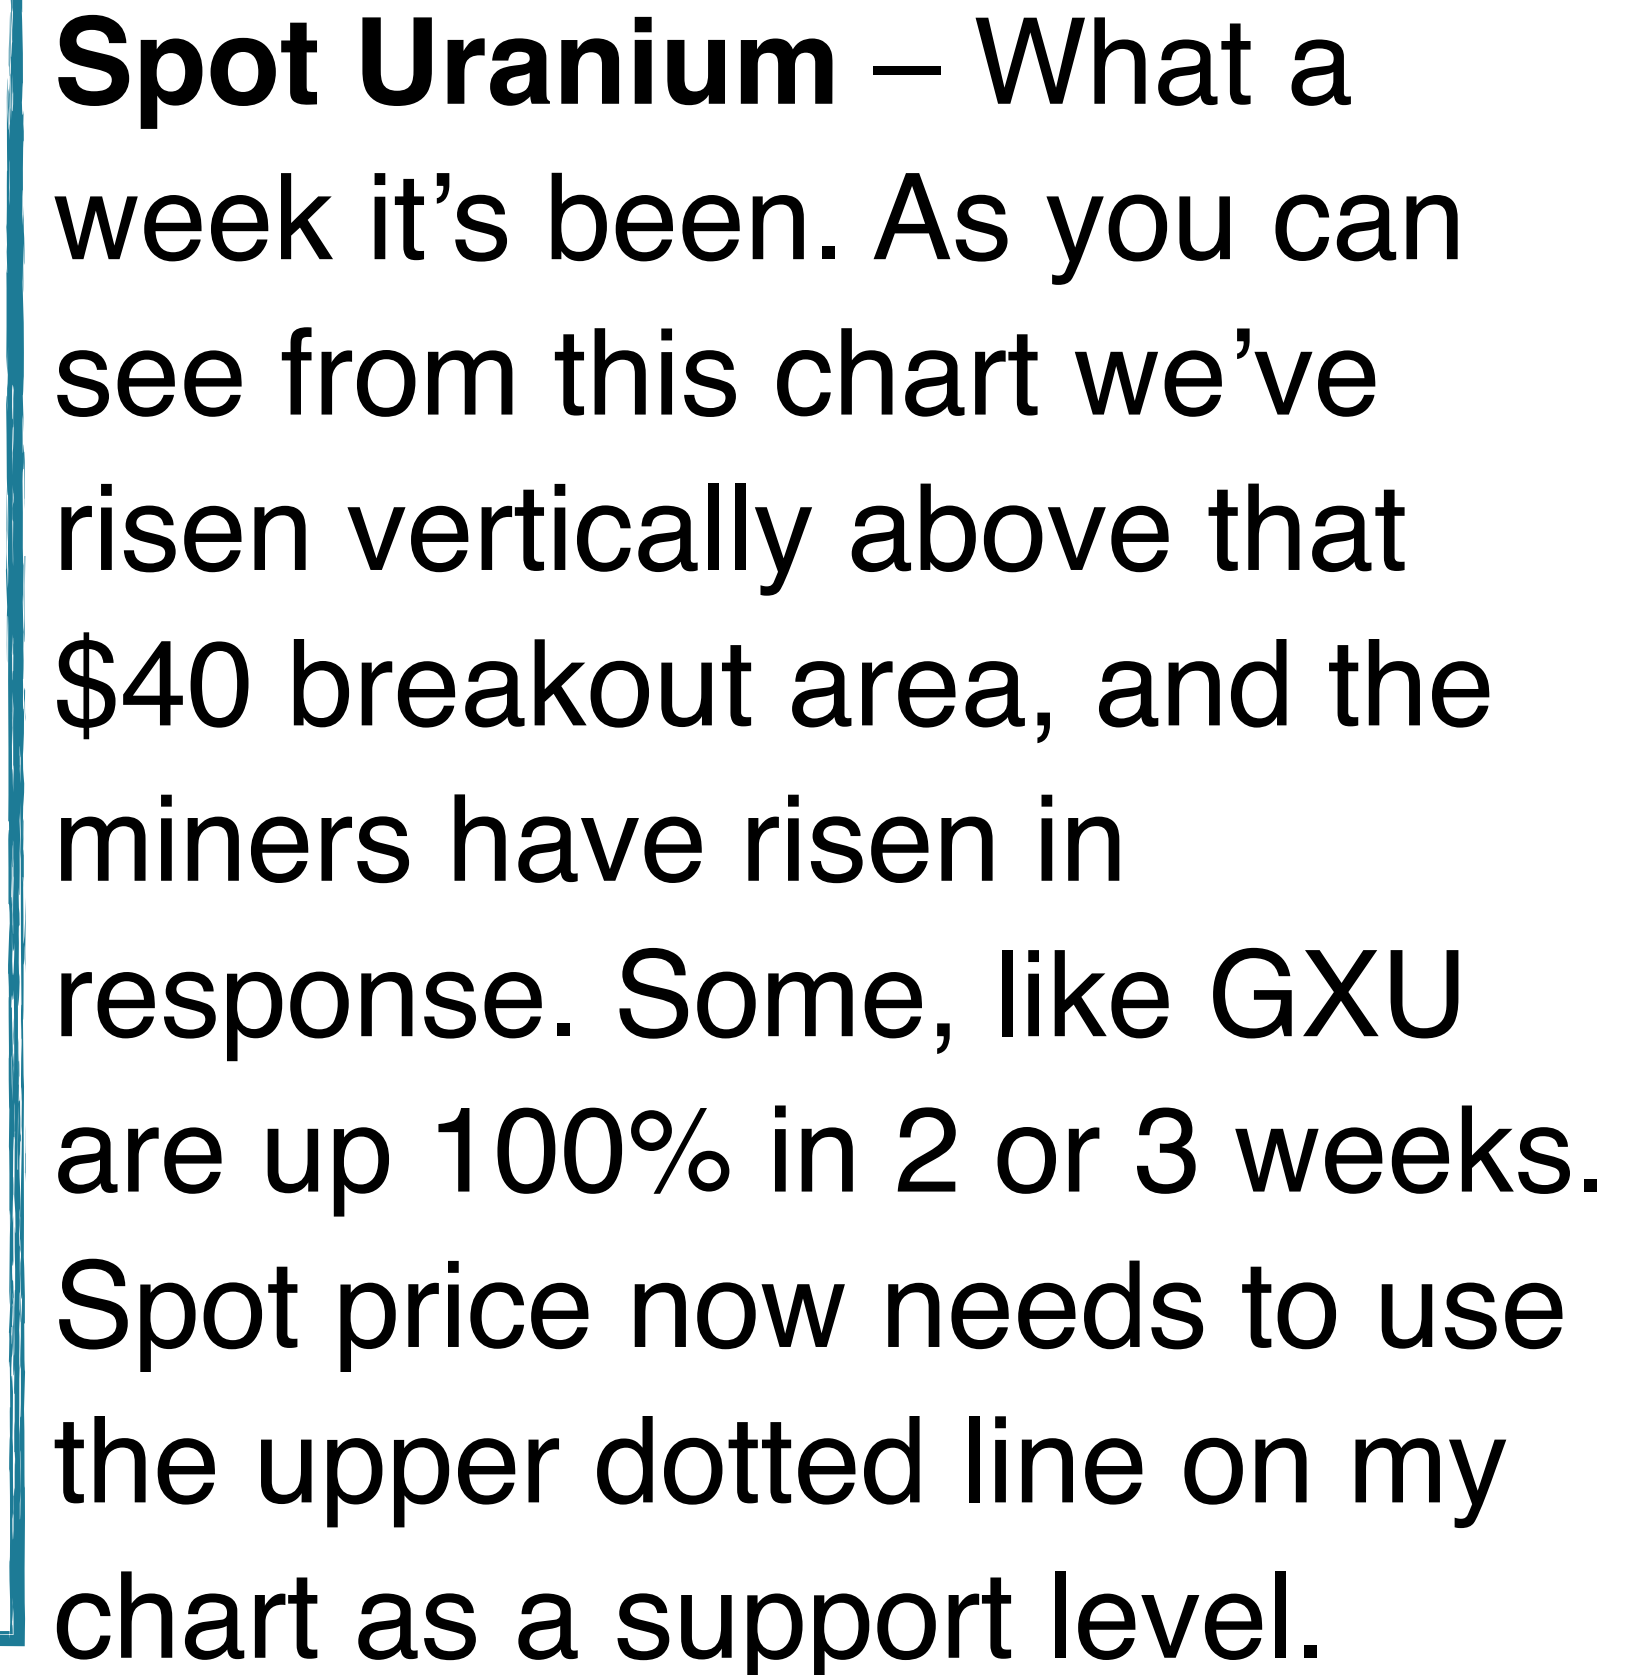 Spot Uranium – What a
week it’s been. As you can
see from this chart we’ve
risen vertically above that
$40 breakout area, and the
miners have risen in
response. Some, like GXU
are up 100% in 2 or 3 weeks.
Spot price now needs to use
the upper dotted line on my
chart as a support level.